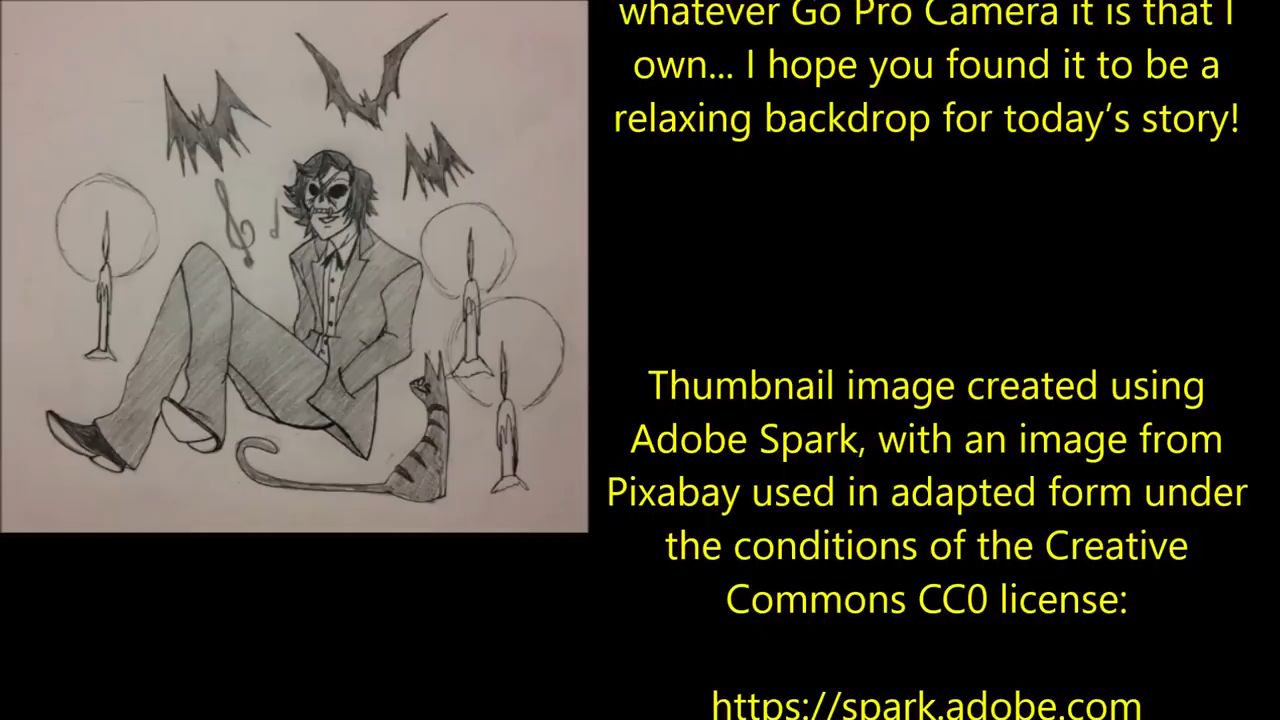 whatever Go Pro Camera it is that I
own... I hope you found it to be a
relaxing backdrop for today’s story!
Thumbnail image created using
Adobe Spark, with an image from
Pixabay used in adapted form under
the conditions of the Creative
Commons CC0 license:
https://spark.adobe.com